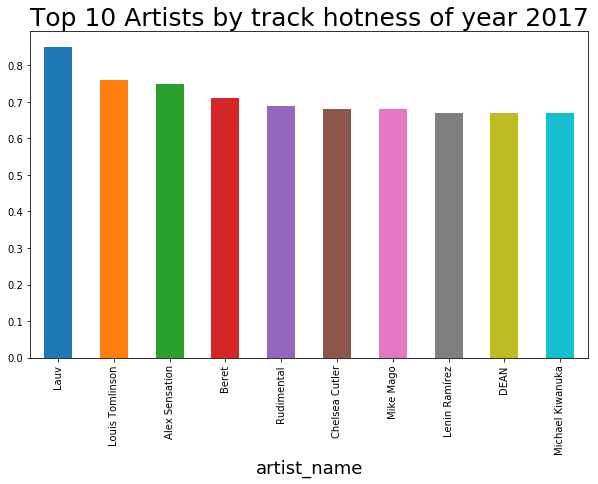 Top 10 Artists by track hotness of year 2017
0.8
0.7
0.6
0.5
0.4
0.3
0.2
0.1
0.0
Lauv
Louis Tomlinson
Alex Sensation
Beret
Rudimental
Chelsea Cutler
Mike Mago
Lenin Ramírez
DEAN
Michael Kiwanuka
artist_name